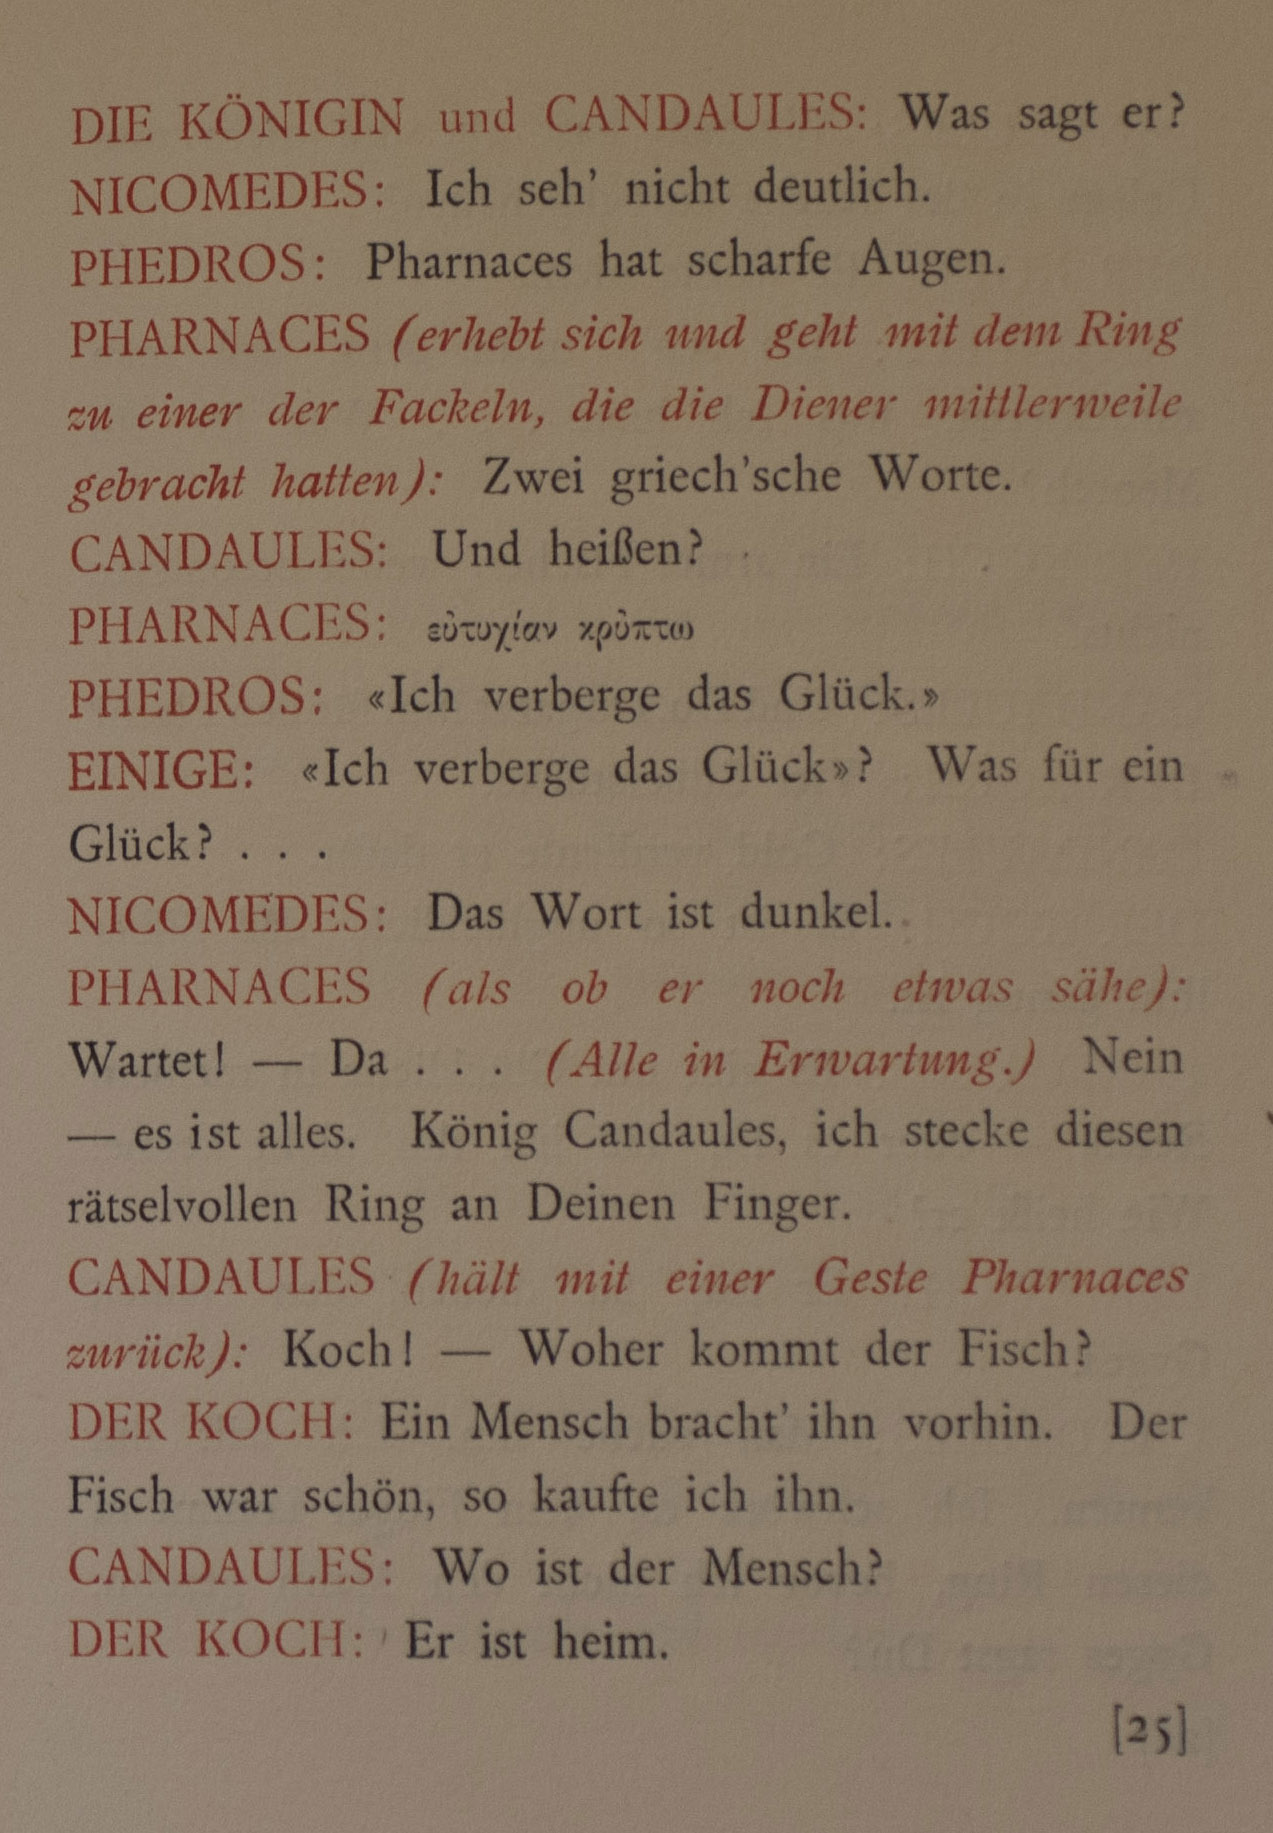 DIE KÖNIGIN und CANDAULES: Was sagt er?
NICOMEDES: Ich seh’ nicht deutlich.
PHEDROS: Pharnaces hat scharfe Augen.
PHARNACES (erhebt sich und geht mit dem Ring
zu einer der Fackeln, die die Diener mittlerweile
gebracht hatten): Zwei griech’sche Worte.
CANDAULES: Und heißen?
PHARNACES: εὐτυχίαν κρὺπτω
PHEDROS: «Ich verberge das Glück.»
EINIGE: «Ich verberge das Glück»? Was für ein
Glück? . . .
NICOMEDES: Das Wort ist dunkel.
PHARNACES (als ob er noch etwas sähe):
Wartet! — Da . . . (Alle in Erwartung.) Nein
— es ist alles. König Candaules, ich stecke diesen
rätselvollen Ring an Deinen Finger.
CANDAULES (hält mit einer Geste Pharnaces
zurück): Koch! — Woher kommt der Fisch?
DER KOCH: Ein Mensch bracht’ ihn vorhin. Der
Fisch war schön, so kaufte ich ihn.
CANDAULES: Wo ist der Mensch?
DER KOCH: Er ist heim.
[25]